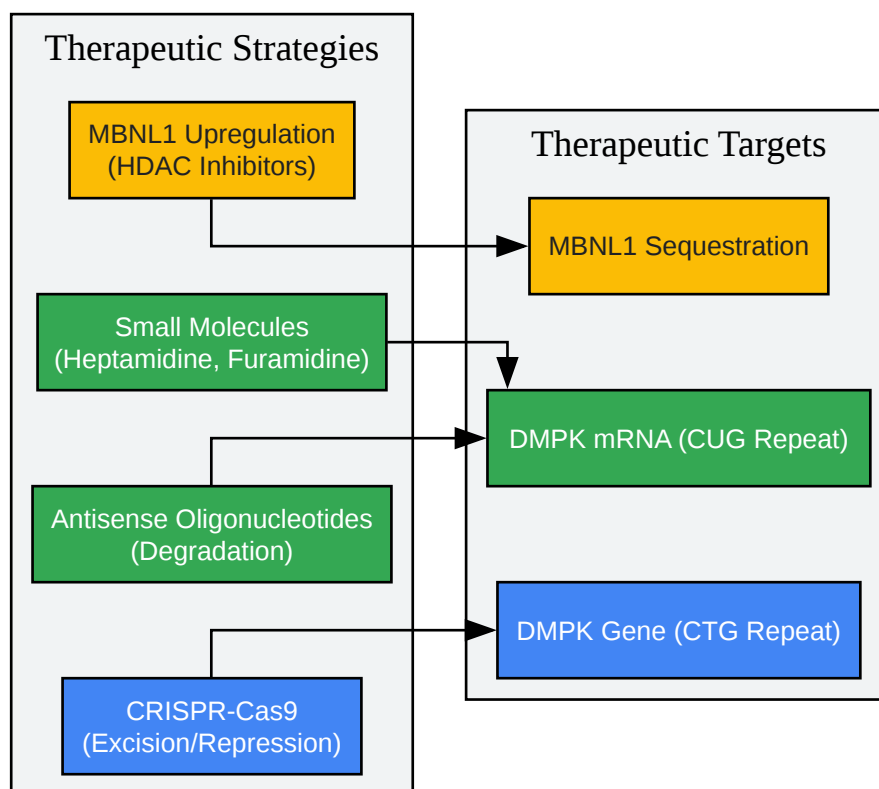 Therapeutic Strategies
MBNL1 Upregulation
(HDAC Inhibitors)
Small Molecules
(Heptamidine, Furamidine)
Antisense Oligonucleotides
(Degradation)
CRISPR-Cas9
(Excision/Repression)
Therapeutic Targets
MBNL1 Sequestration
DMPK mRNA (CUG Repeat)
DMPK Gene (CTG Repeat)